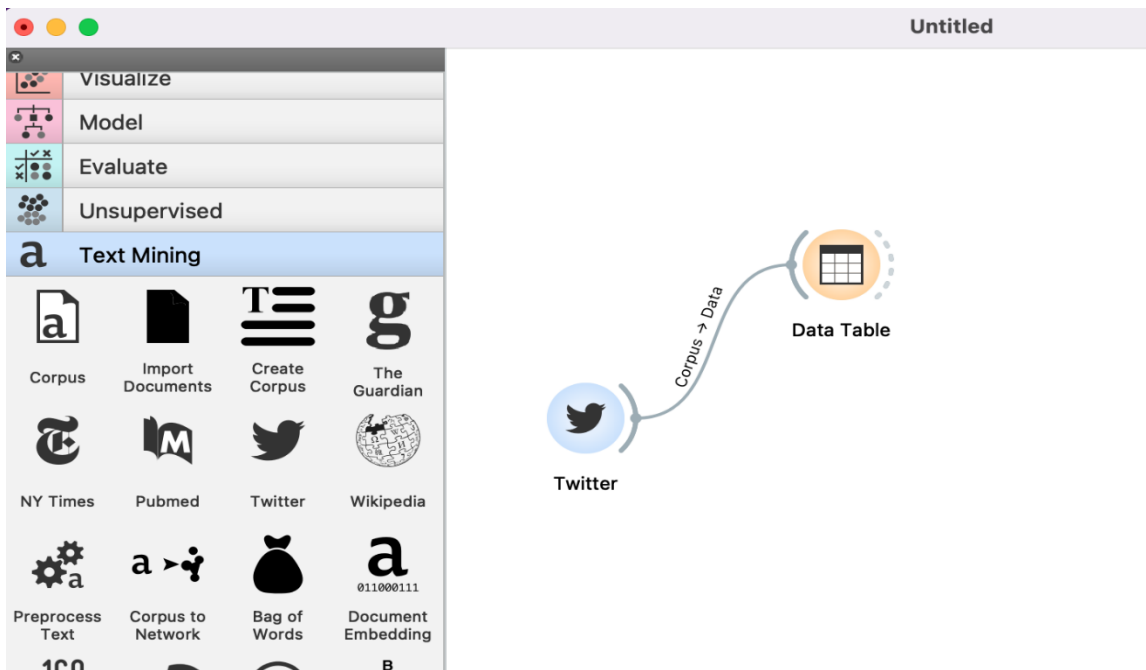 Untitled
Visualize
Model
Evaluate
Unsupervised
a Text Mining
Corpus
Import
Documents
Create
Corpus
The
Guardian
NY Times
Pubmed
Twitter
Wikipedia
Preprocess
Text
Corpus to
Network
Bag of
Words
011000111
Document
Embedding
Corpus → Data
Data Table
Twitter